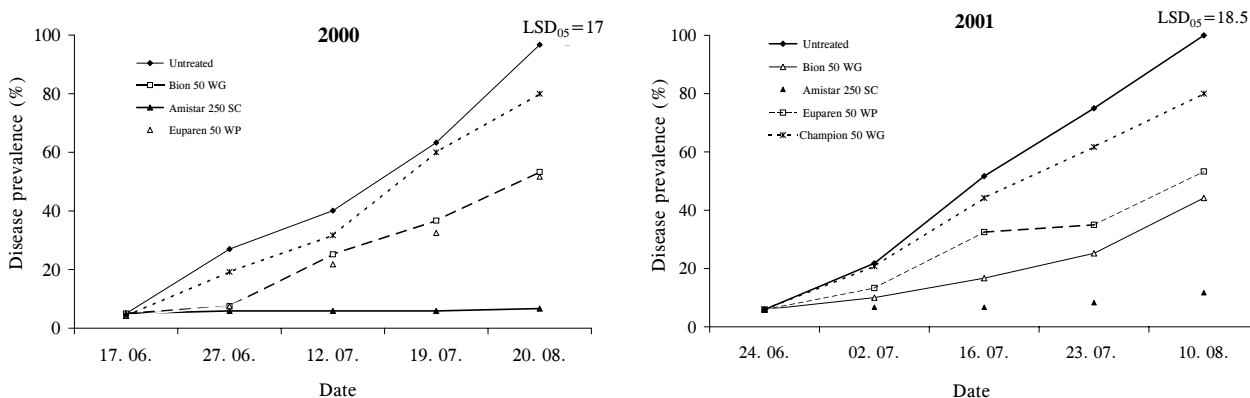 2000
LSD05=17
Disease prevalence (%)
100
80
60
40
20
0
Untreated
Bion 50 WG
Amistar 250 SC
Euparen 50 WP
17. 06.
27. 06.
12. 07.
19. 07.
20. 08.
Date
2001
LSD05=18.5
Disease prevalence (%)
100
80
60
40
20
0
Untreated
Bion 50 WG
Amistar 250 SC
Euparen 50 WP
Champion 50 WG
24. 06.
02. 07.
16. 07.
23. 07.
10. 08.
Date